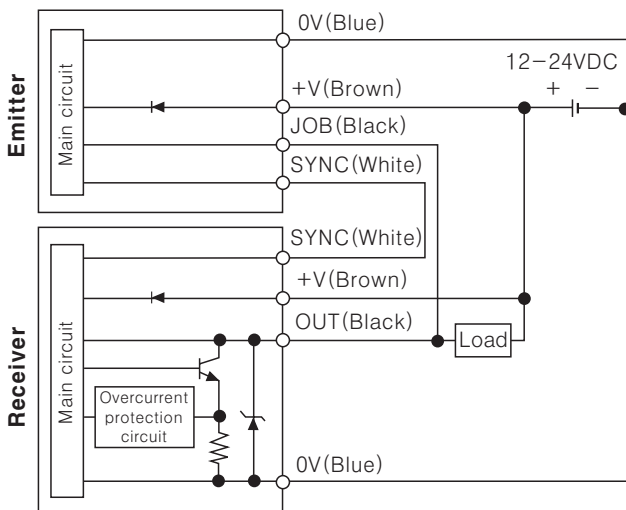 0V(Blue)
12-24VDC
+ -
Emitter
Main circuit
+V(Brown)
JOB(Black)
SYNC(White)
Receiver
Main circuit
SYNC(White)
+V(Brown)
OUT(Black)
Load
Overcurrent
protection
circuit
0V(Blue)